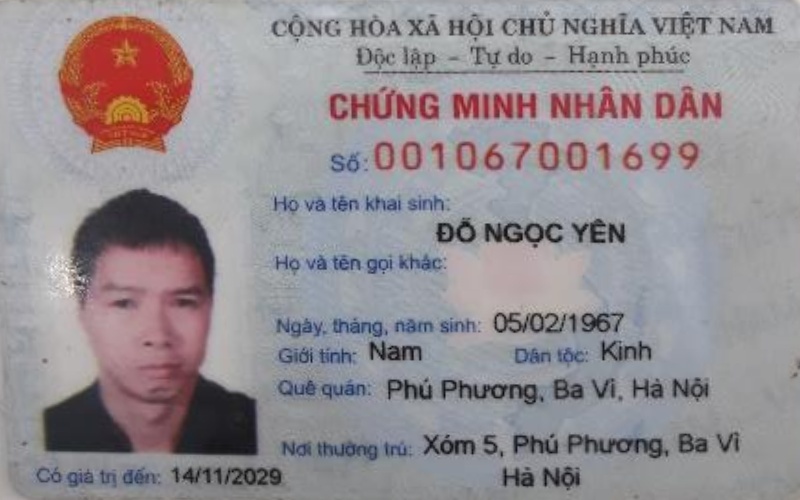 CỘNG HÒA XÃ HỘI CHỦ NGHĨA VIỆT NAM
Độc lập – Tự do – Hạnh phúc
CHỨNG MINH NHÂN DÂN
Số: 001067001699
Họ và tên khai sinh:
ĐỖ NGỌC YÊN
Họ và tên gọi khác:
Ngày, tháng, năm sinh: 05/02/1967
Giới tính: Nam Dân tộc: Kinh
Quê quán: Phú Phương, Ba Vì, Hà Nội
Nơi thường trú: Xóm 5, Phú Phương, Ba Vì
Hà Nội
Có giá trị đến: 14/11/2029